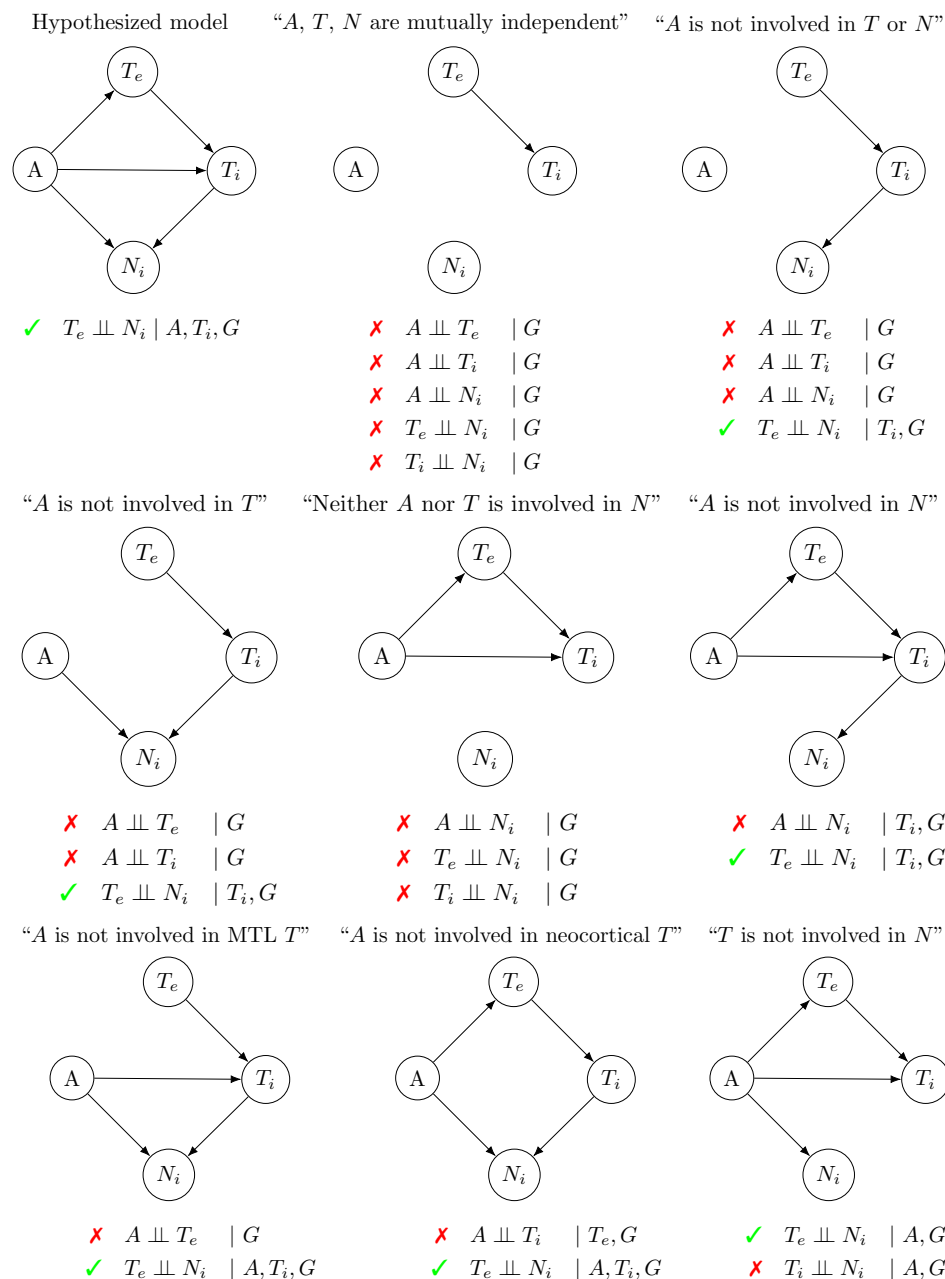 Hypothesized model “A, T, N are mutually independent” “A is not involved in T or N”
T_e T_e T_e
A T_i A T_i A T_i
N_i N_i N_i
✓ T_e ⫫ N_i | A, T_i, G ✗ A ⫫ T_e | G ✗ A ⫫ T_e | G
✗ A ⫫ T_i | G ✗ A ⫫ T_i | G
✗ A ⫫ N_i | G ✗ A ⫫ N_i | G
✗ T_e ⫫ N_i | G ✓ T_e ⫫ N_i | T_i, G
✗ T_i ⫫ N_i | G
“A is not involved in T” “Neither A nor T is involved in N” “A is not involved in N”
T_e T_e T_e
A T_i A T_i A T_i
N_i N_i N_i
✗ A ⫫ T_e | G ✗ A ⫫ N_i | G ✗ A ⫫ N_i | T_i, G
✗ A ⫫ T_i | G ✗ T_e ⫫ N_i | G ✓ T_e ⫫ N_i | T_i, G
✓ T_e ⫫ N_i | T_i, G ✗ T_i ⫫ N_i | G
“A is not involved in MTL T” “A is not involved in neocortical T” “T is not involved in N”
T_e T_e T_e
A T_i A T_i A T_i
N_i N_i N_i
✗ A ⫫ T_e | G ✗ A ⫫ T_i | T_e, G ✓ T_e ⫫ N_i | A, G
✓ T_e ⫫ N_i | A, T_i, G ✓ T_e ⫫ N_i | A, T_i, G ✗ T_i ⫫ N_i | A, G